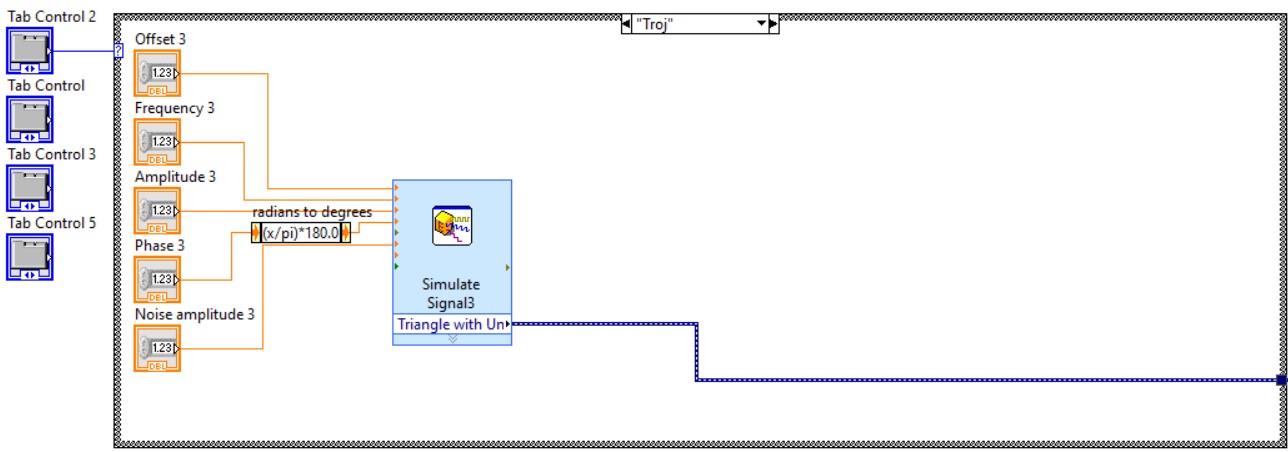 Tab Control 2
"Troj"
?
Offset 3
1.23
DBL
Tab Control
Frequency 3
1.23
DBL
Tab Control 3
Amplitude 3
1.23
DBL
radians to degrees
(x/pi)*180.0
Tab Control 5
Phase 3
1.23
DBL
Simulate
Signal3
Noise amplitude 3
1.23
DBL
Triangle with Un